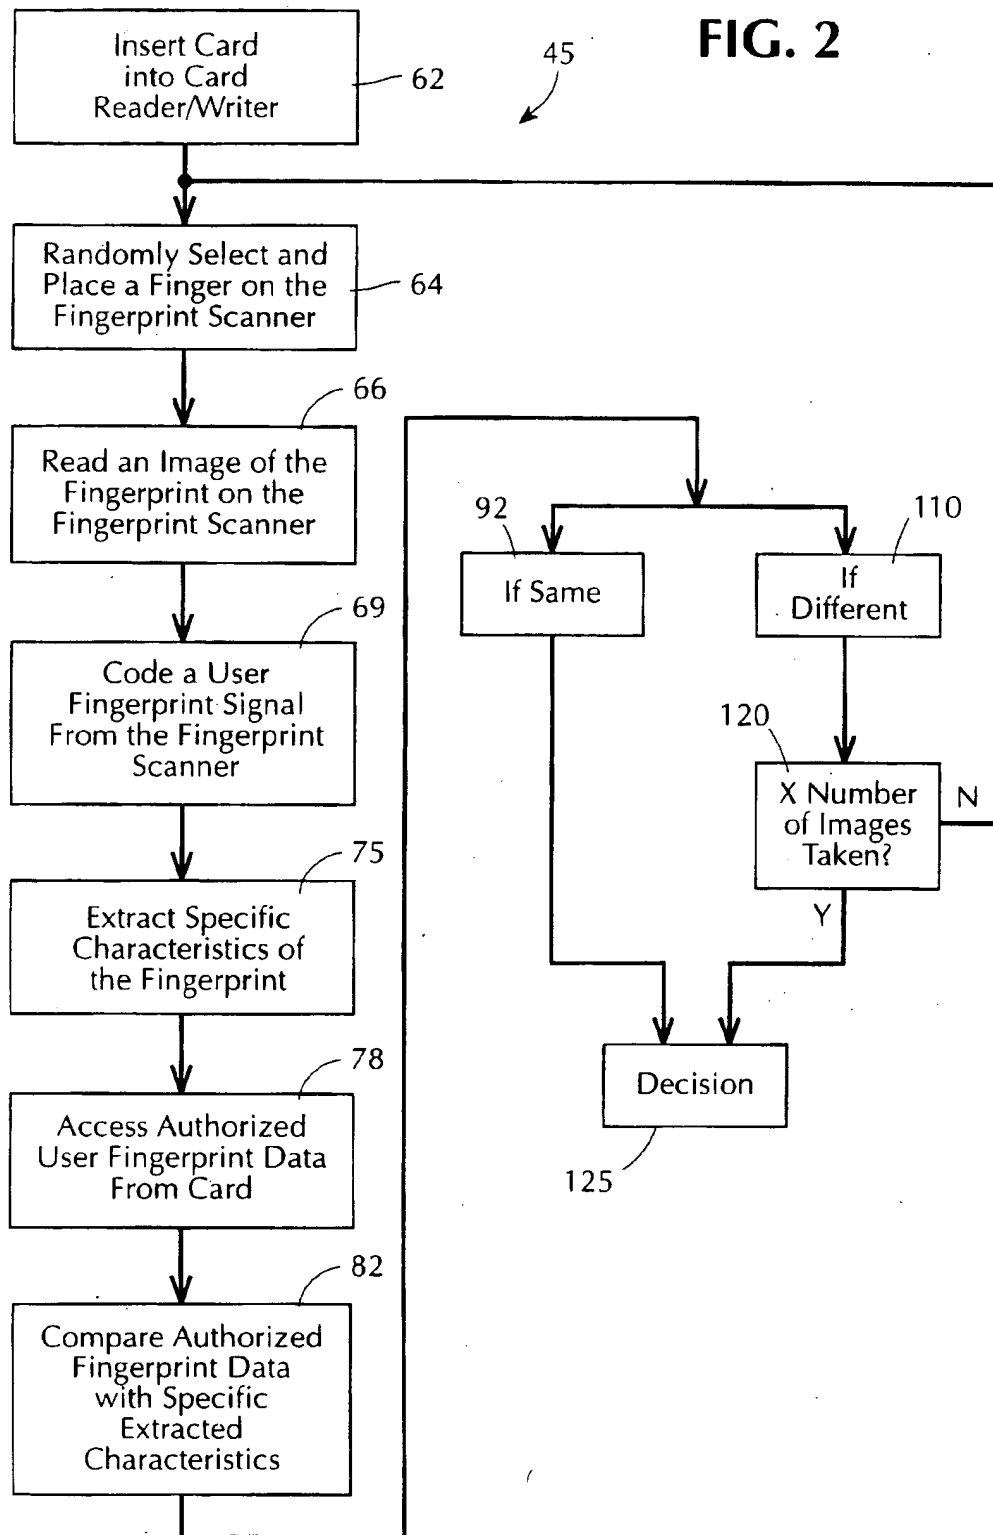 FIG. 2
45
Insert Card
into Card
Reader/Writer
62
Randomly Select and
Place a Finger on the
Fingerprint Scanner
64
66
Read an Image of the
Fingerprint on the
Fingerprint Scanner
69
Code a User
Fingerprint Signal
From the Fingerprint
Scanner
75
Extract Specific
Characteristics of
the Fingerprint
78
Access Authorized
User Fingerprint Data
From Card
82
Compare Authorized
Fingerprint Data
with Specific
Extracted
Characteristics
92
If Same
110
If
Different
120
X Number
of Images
Taken?
N
Y
Decision
125